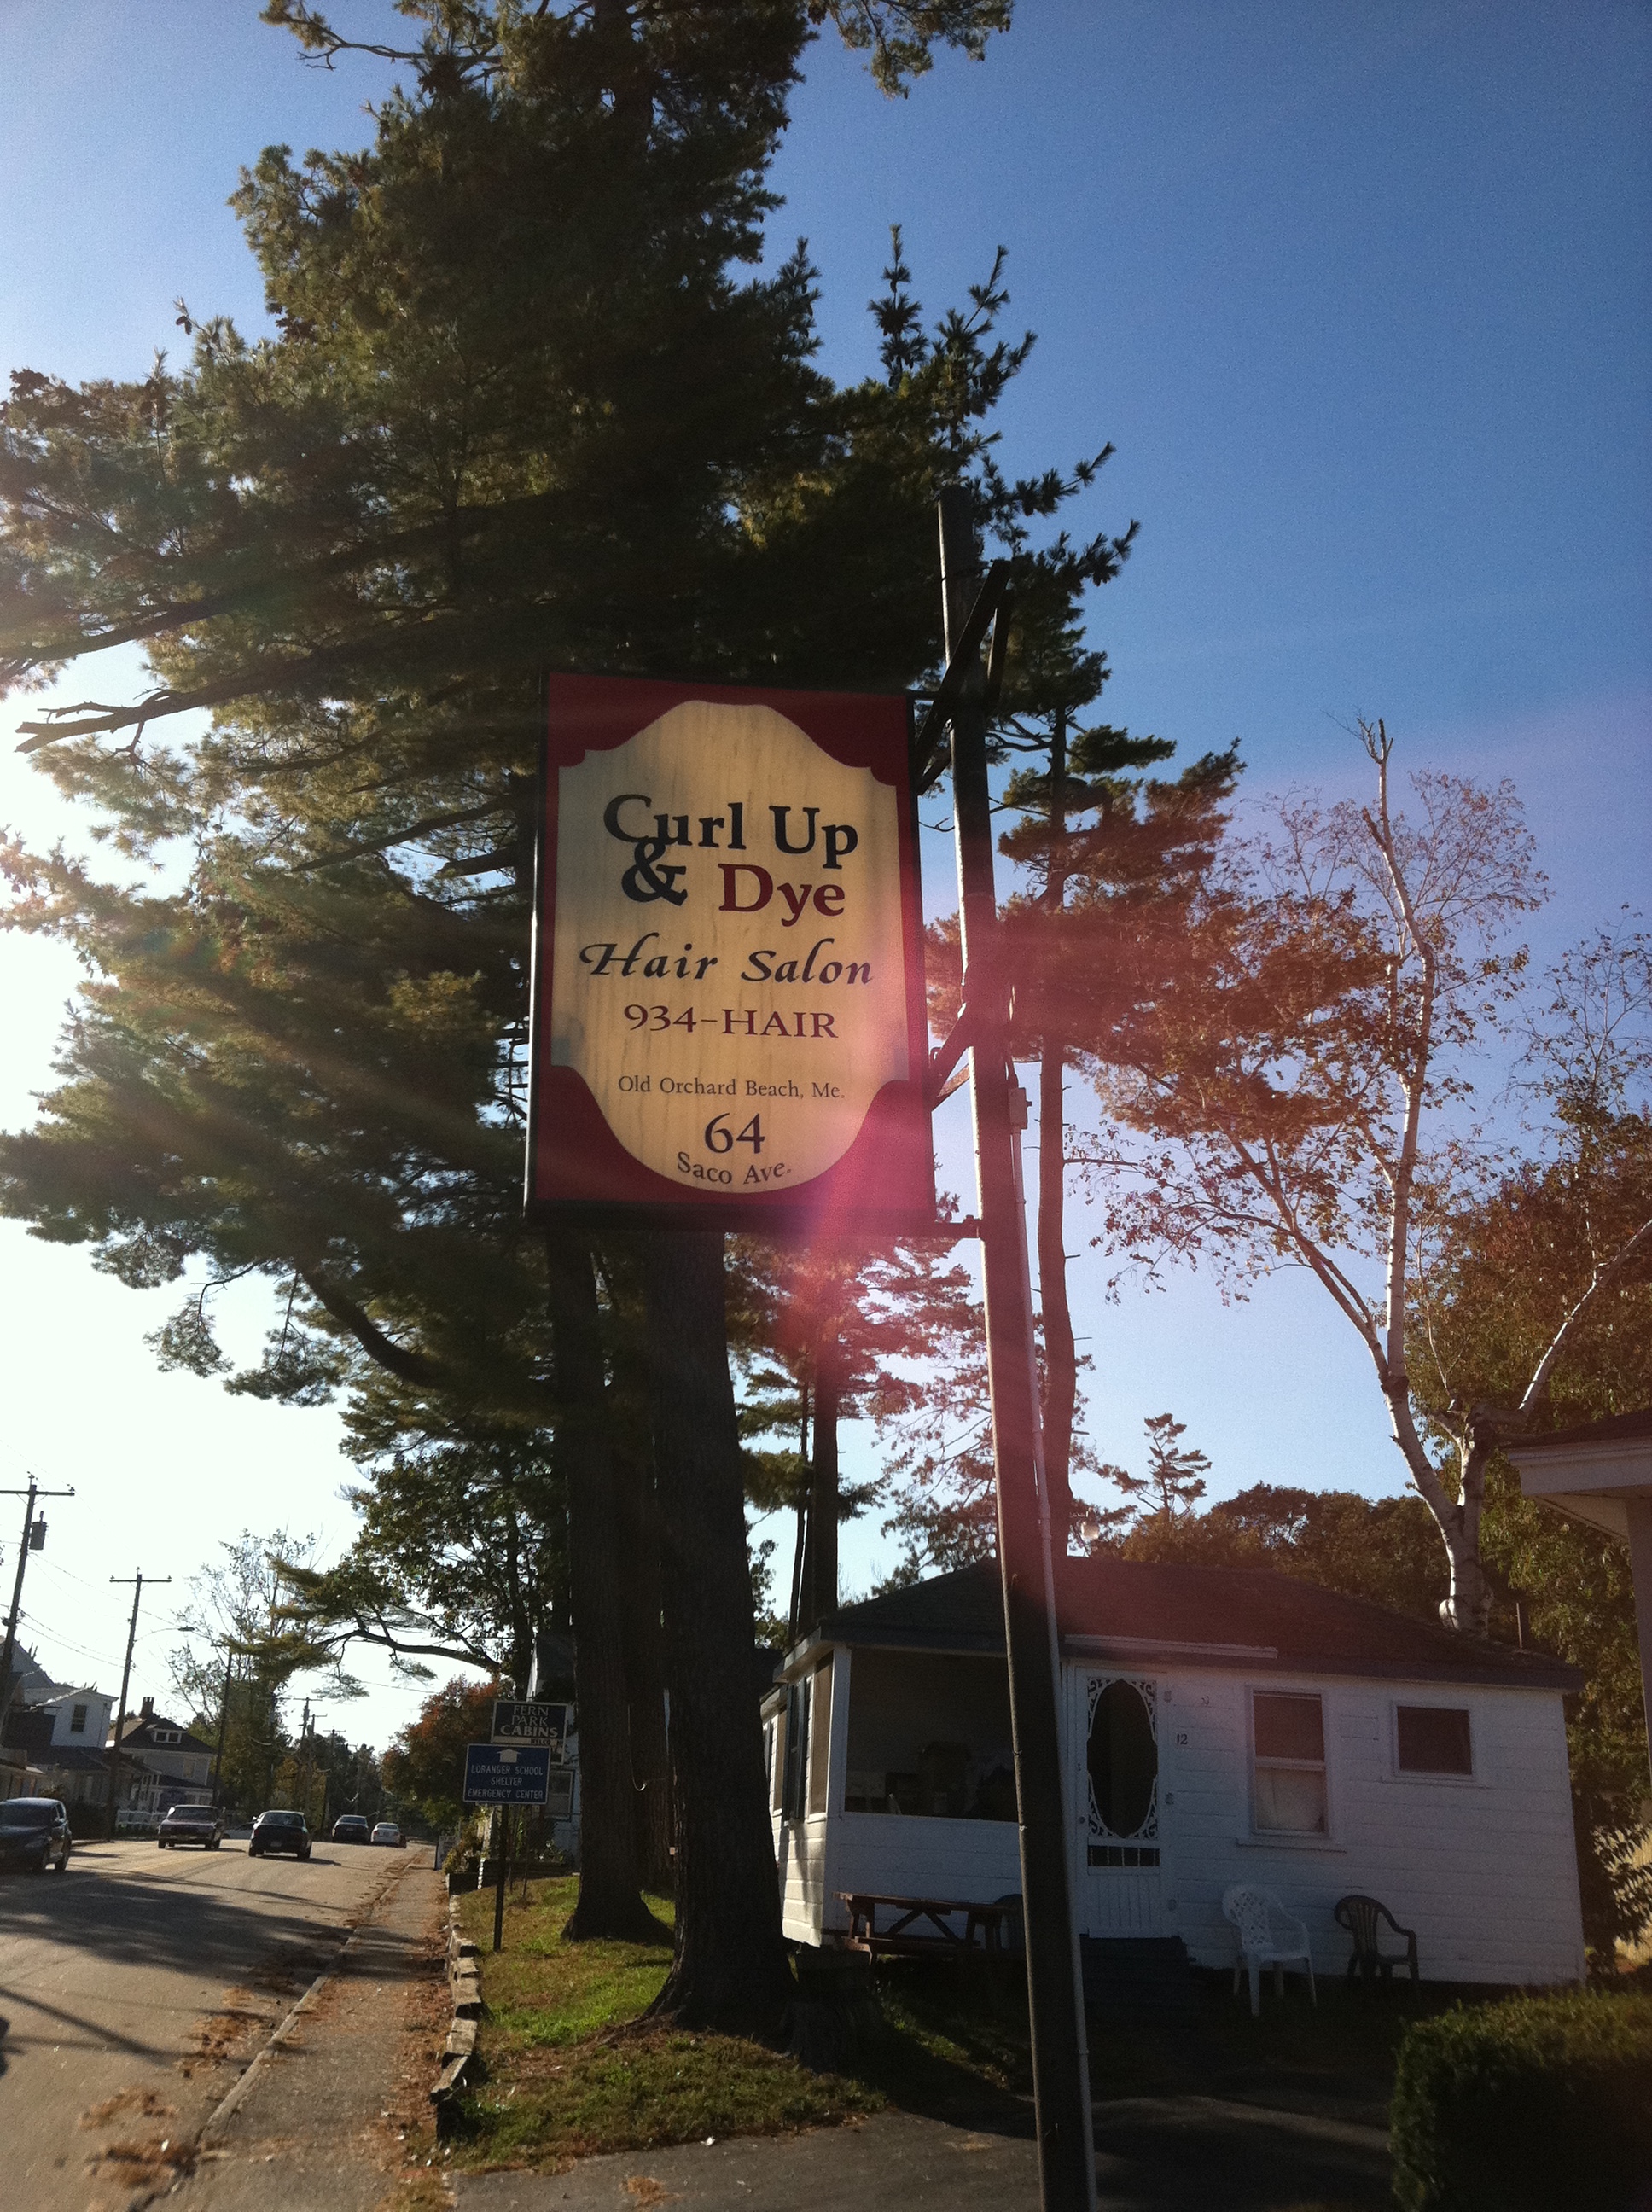 Curl Up
& Dye
Hair Salon
934-HAIR
Old Orchard Beach, Me.
64
Saco Ave.
FERN
PARK
CABINS
LORANGER SCHOOL
SHELTER
EMERGENCY CENTER
12